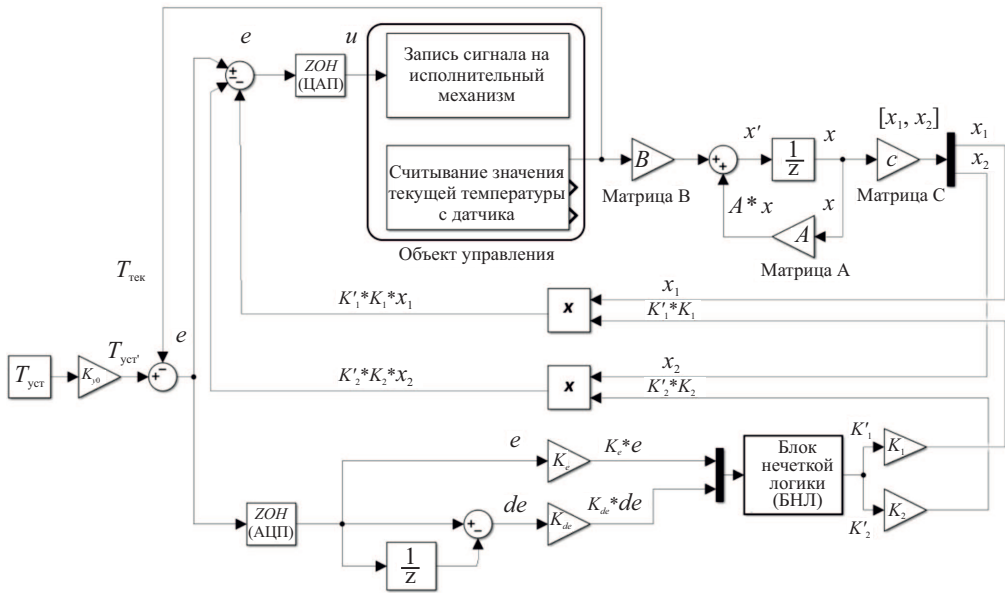 e
u
ZOH
(ЦАП)
Запись сигнала на
исполнительный
механизм
Считывание значения
текущей температуры
с датчика
Объект управления
B
Матрица B
x'
1
z
x
[x₁, x₂]
c
Матрица C
x₁
x₂
A* x
x
A
Матрица A
Tтек
K'₁*K₁*x₁
x
x₁
K'₁*K₁
Tуст
Kу0
Tуст'
e
K'₂*K₂*x₂
x
x₂
K'₂*K₂
e
Ke
Ke*e
Блок
нечеткой
логики
(БНЛ)
K'₁
K₁
ZOH
(АЦП)
de
Kde
Kde*de
K'₂
K₂
1
z